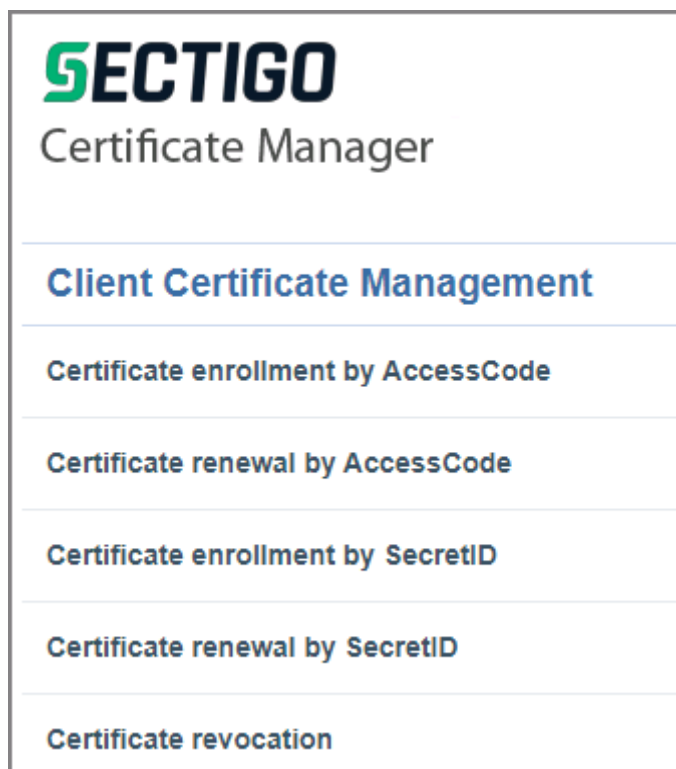 SECTIGO
Certificate Manager
Client Certificate Management
Certificate enrollment by AccessCode
Certificate renewal by AccessCode
Certificate enrollment by SecretID
Certificate renewal by SecretID
Certificate revocation